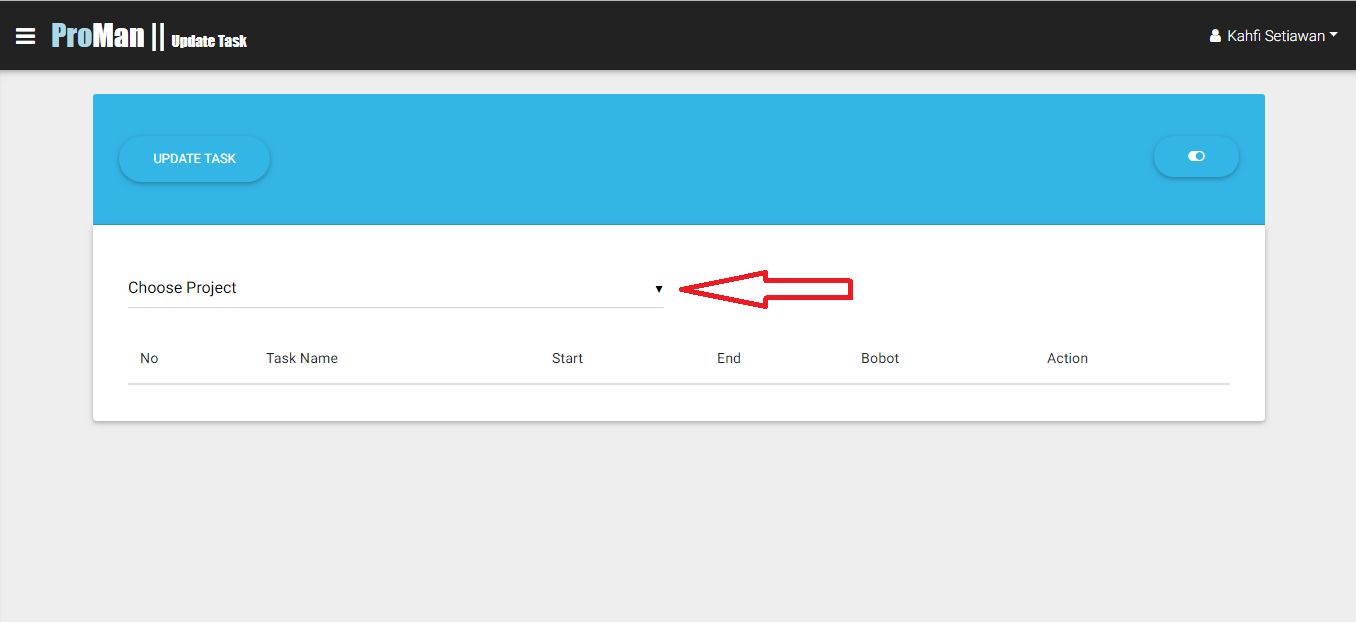 ProMan || Update Task
Kahfi Setiawan
UPDATE TASK
Choose Project
No Task Name Start End Bobot Action